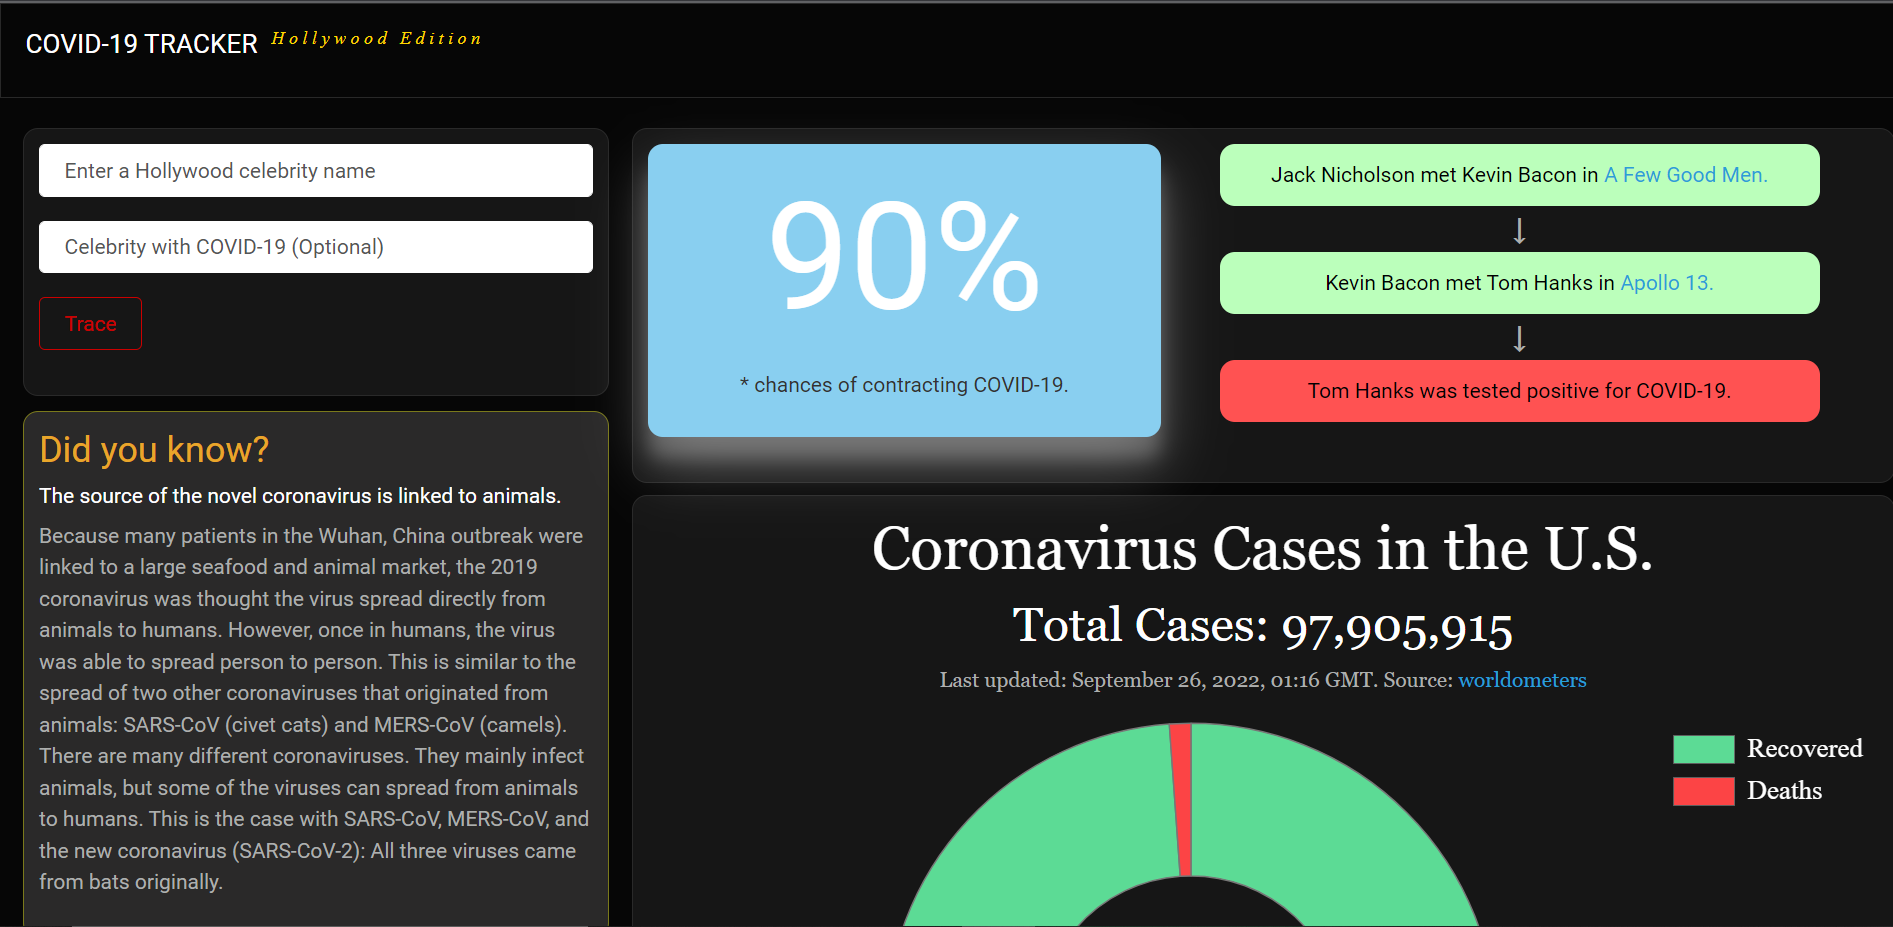 COVID-19 TRACKER Hollywood Edition
Enter a Hollywood celebrity name
Celebrity with COVID-19 (Optional)
Trace
Did you know?
The source of the novel coronavirus is linked to animals.
Because many patients in the Wuhan, China outbreak were
linked to a large seafood and animal market, the 2019
coronavirus was thought the virus spread directly from
animals to humans. However, once in humans, the virus
was able to spread person to person. This is similar to the
spread of two other coronaviruses that originated from
animals: SARS-CoV (civet cats) and MERS-CoV (camels).
There are many different coronaviruses. They mainly infect
animals, but some of the viruses can spread from animals
to humans. This is the case with SARS-CoV, MERS-CoV, and
the new coronavirus (SARS-CoV-2): All three viruses came
from bats originally.
90%
* chances of contracting COVID-19.
Jack Nicholson met Kevin Bacon in A Few Good Men.
↓
Kevin Bacon met Tom Hanks in Apollo 13.
↓
Tom Hanks was tested positive for COVID-19.
Coronavirus Cases in the U.S.
Total Cases: 97,905,915
Last updated: September 26, 2022, 01:16 GMT. Source: worldometers
Recovered
Deaths